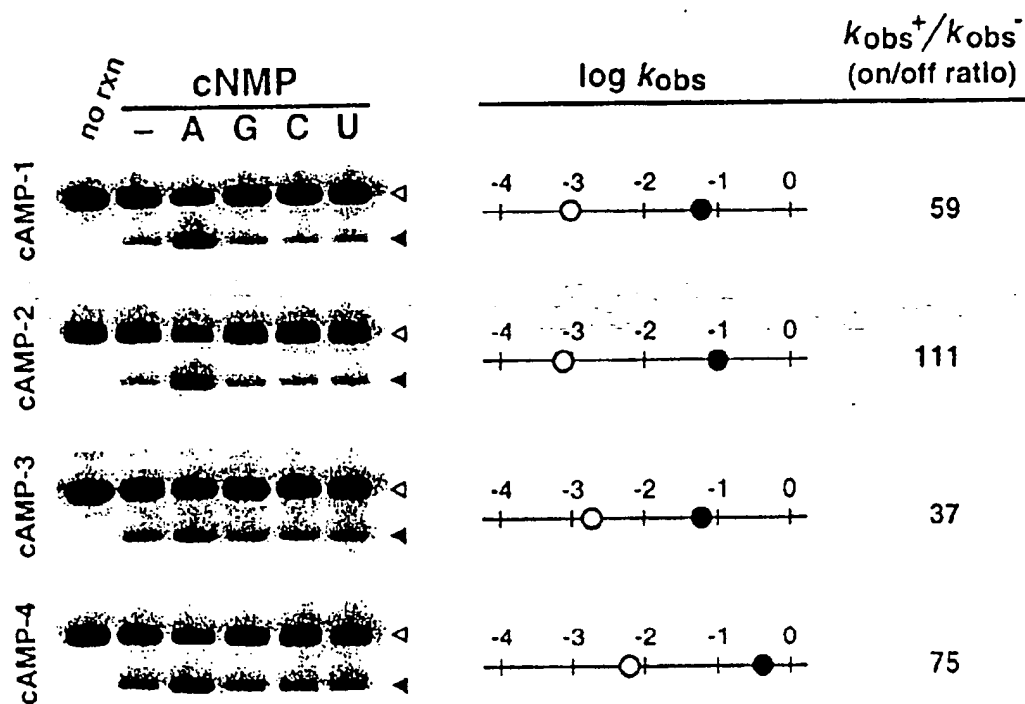 kobs+/kobs-
no rxn cNMP log kobs (on/off ratio)
– A G C U
cAMP-1
-4 -3 -2 -1 0
59
cAMP-2
-4 -3 -2 -1 0
111
cAMP-3
-4 -3 -2 -1 0
37
cAMP-4
-4 -3 -2 -1 0
75